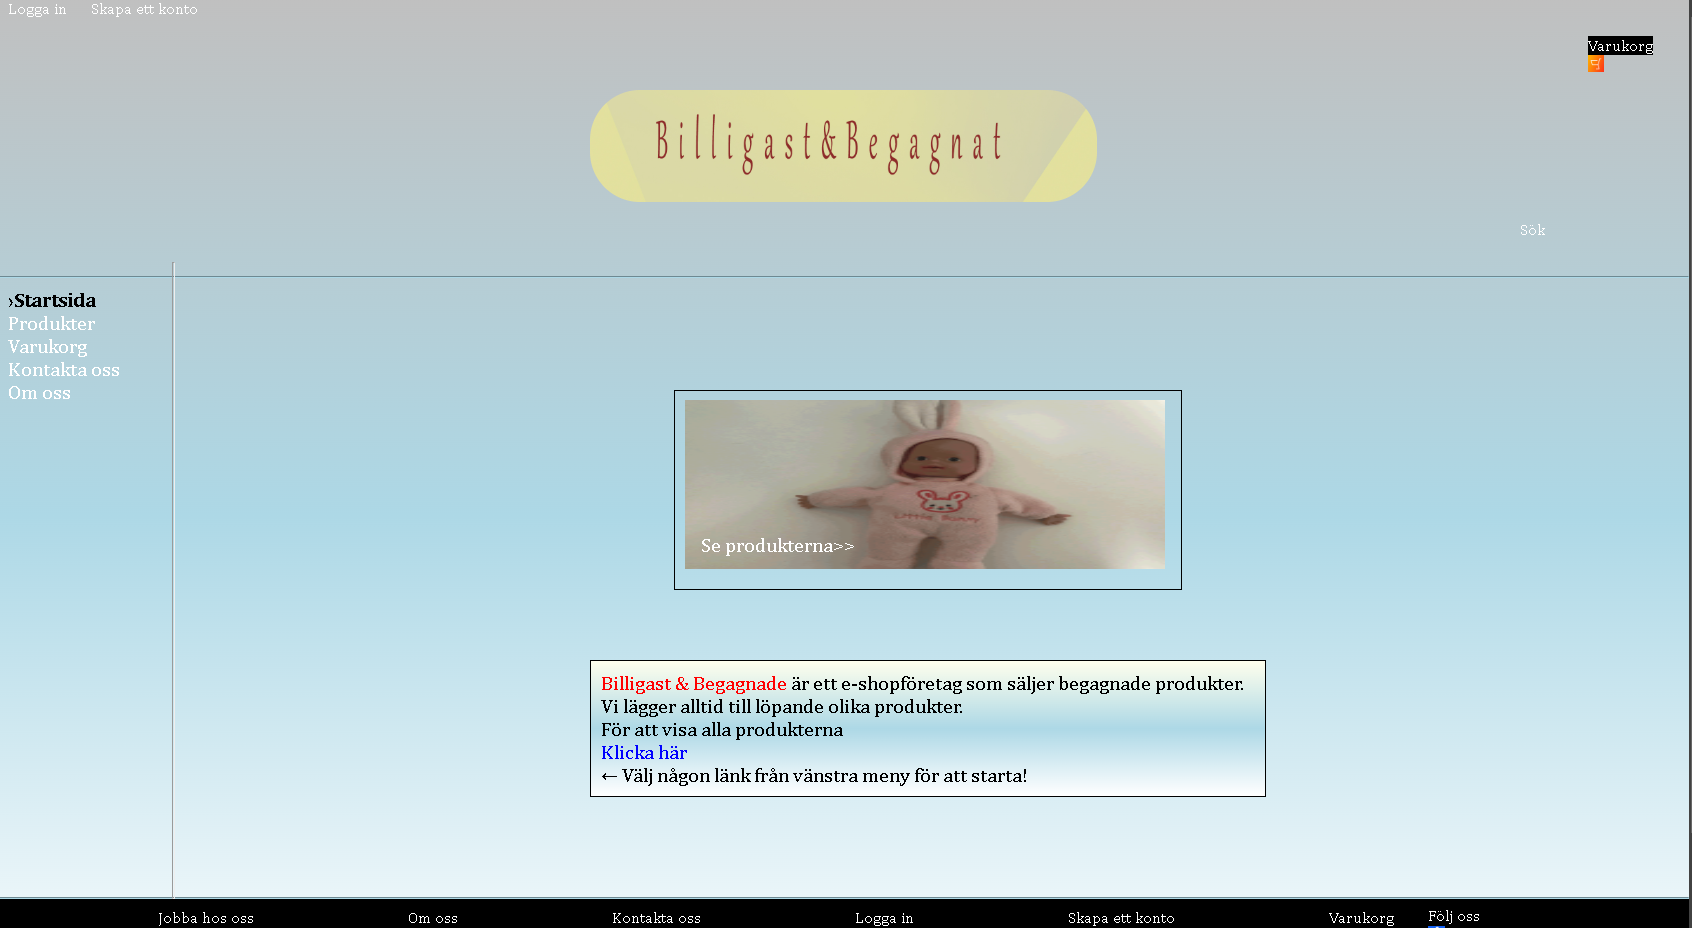 Logga in Skapa ett konto
Varukorg
Billigast&Begagnat
Sök
›Startsida
Produkter
Varukorg
Kontakta oss
Om oss
Little Bunny
Se produkterna>>
Billigast & Begagnade är ett e-shopföretag som säljer begagnade produkter.
Vi lägger alltid till löpande olika produkter.
För att visa alla produkterna
Klicka här
← Välj någon länk från vänstra meny för att starta!
Jobba hos oss Om oss Kontakta oss Logga in Skapa ett konto Varukorg Följ oss